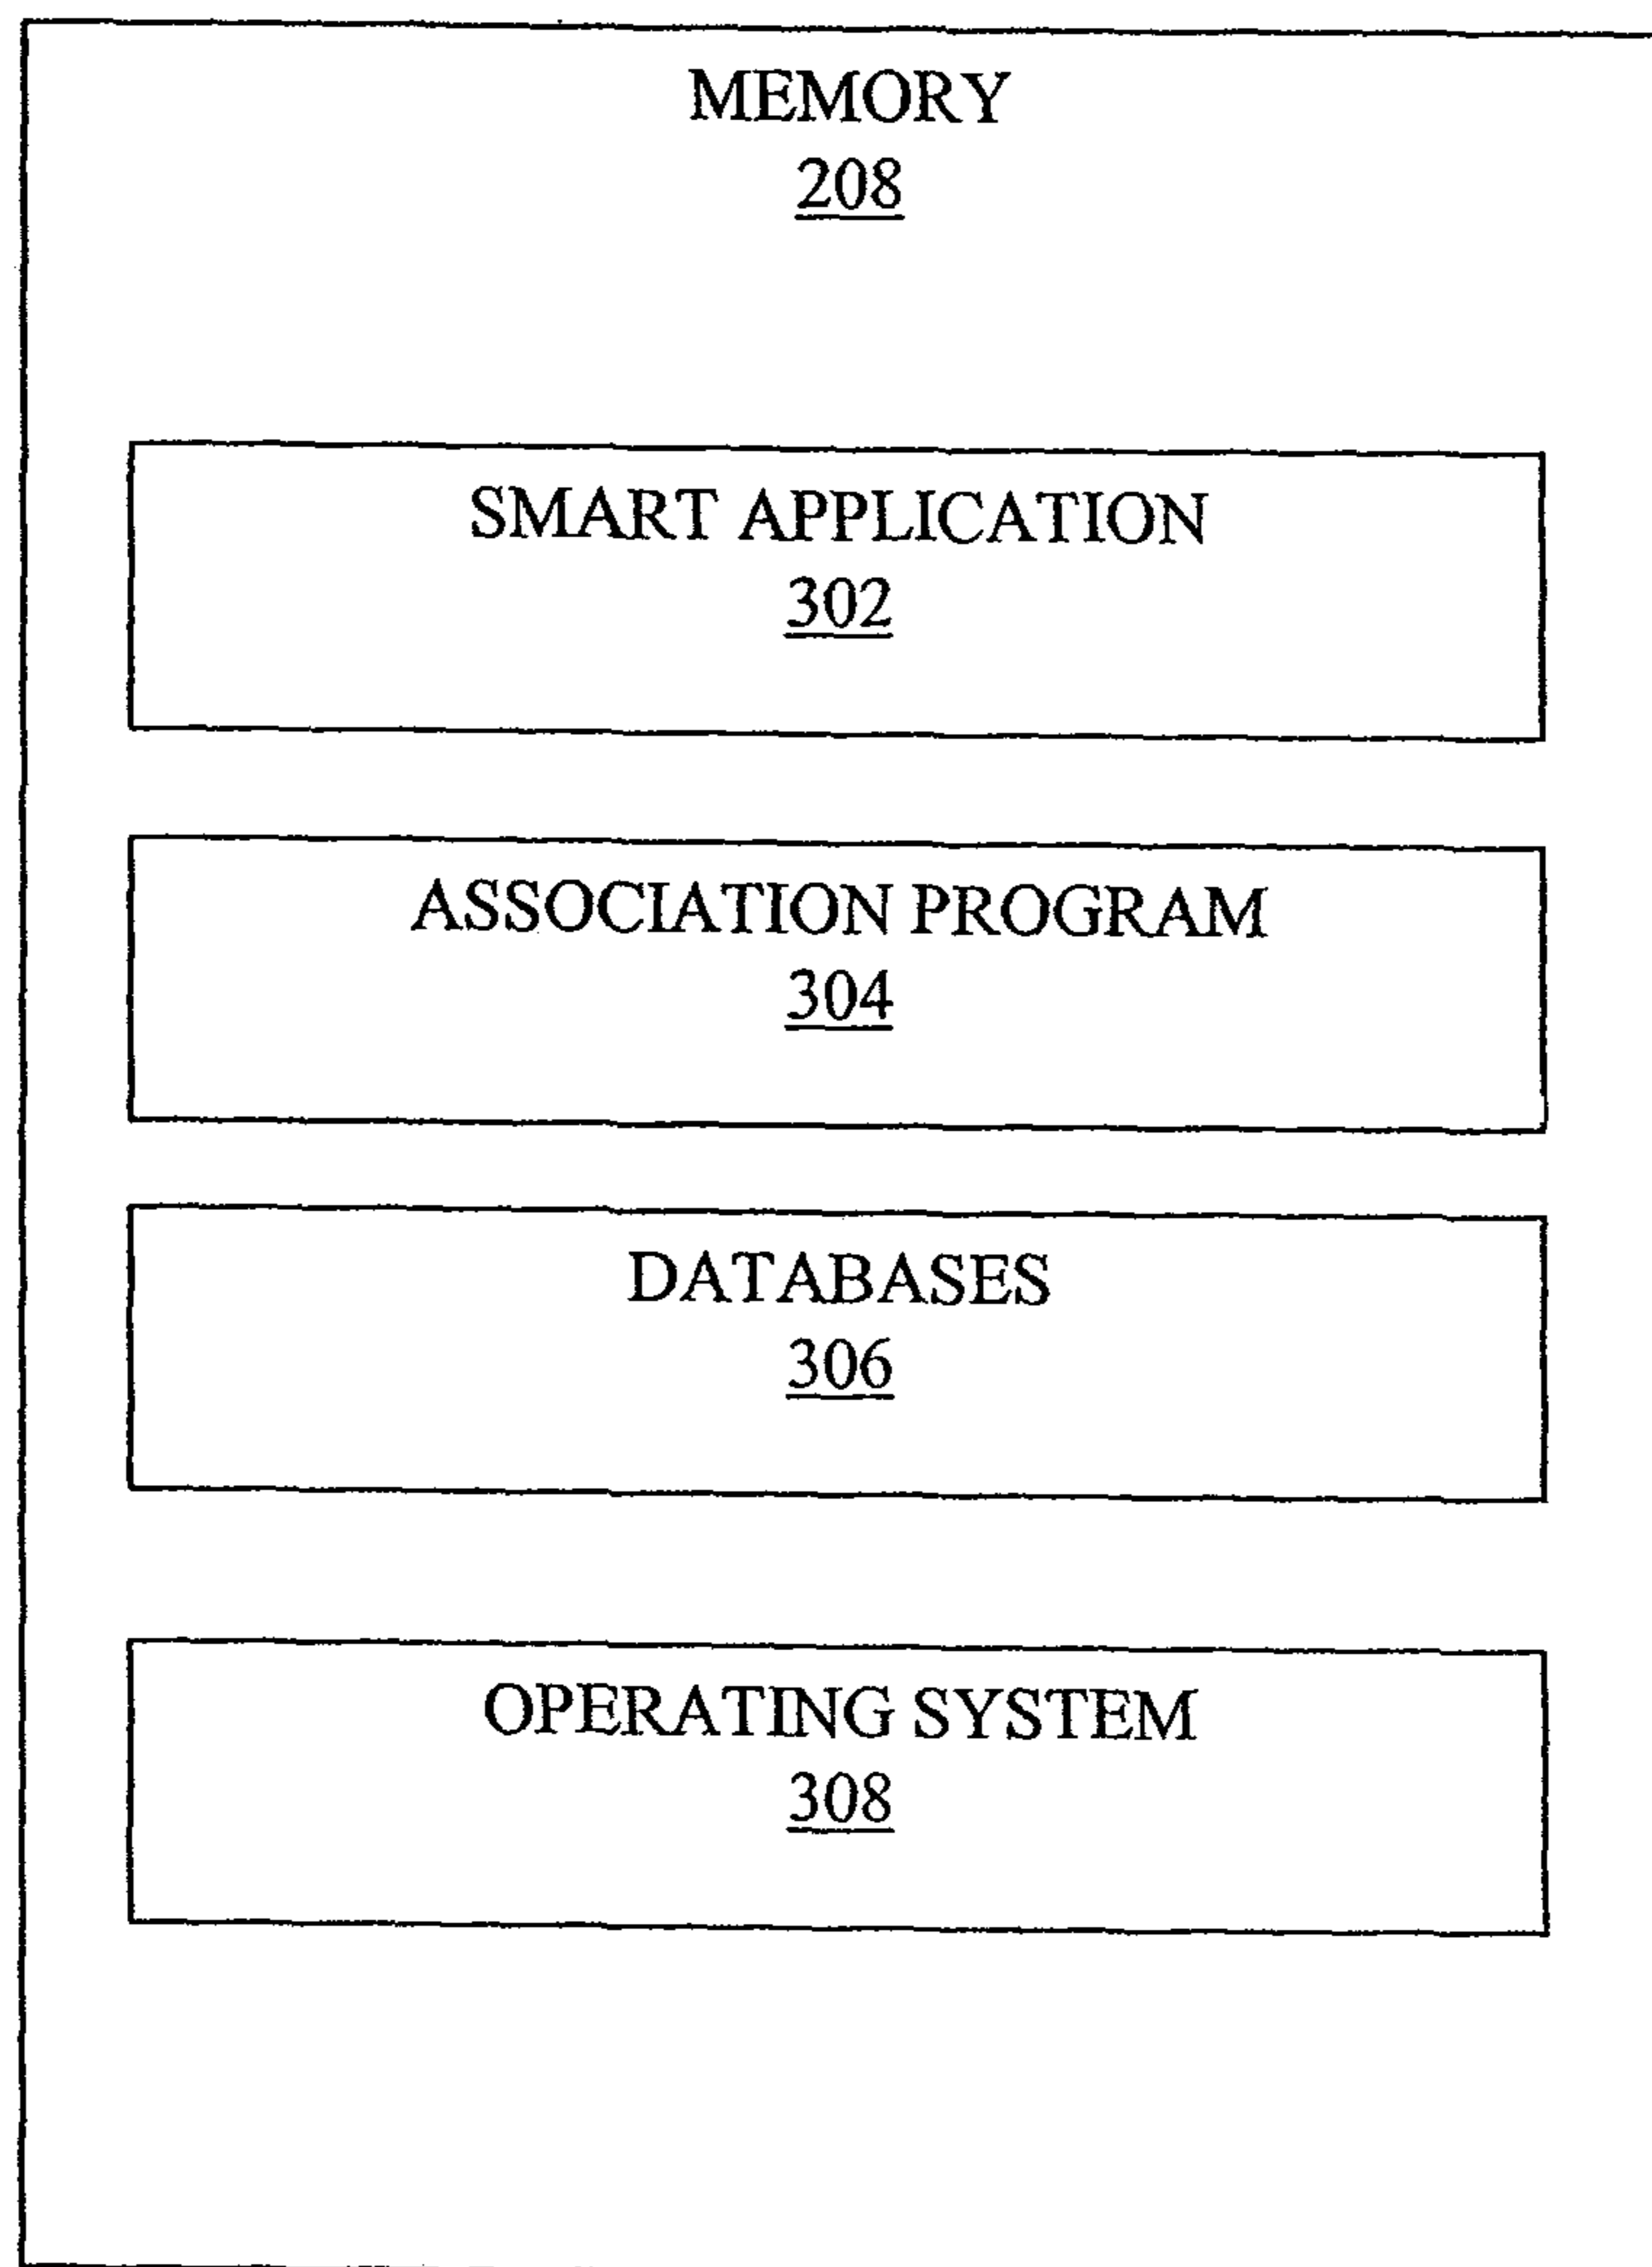 MEMORY
208
SMART APPLICATION
302
ASSOCIATION PROGRAM
304
DATABASES
306
OPERATING SYSTEM
308